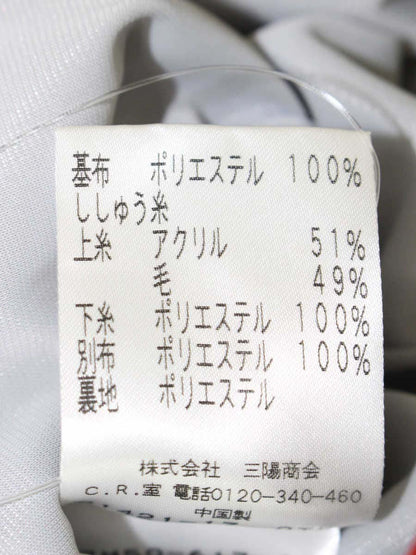 基布 ポリエステル 100%
ししゅう糸
上糸 アクリル 51%
毛 49%
下糸 ポリエステル 100%
別布 ポリエステル 100%
裏地 ポリエステル
株式会社 三陽商会
C.R.室 電話0120-340-460
中国製